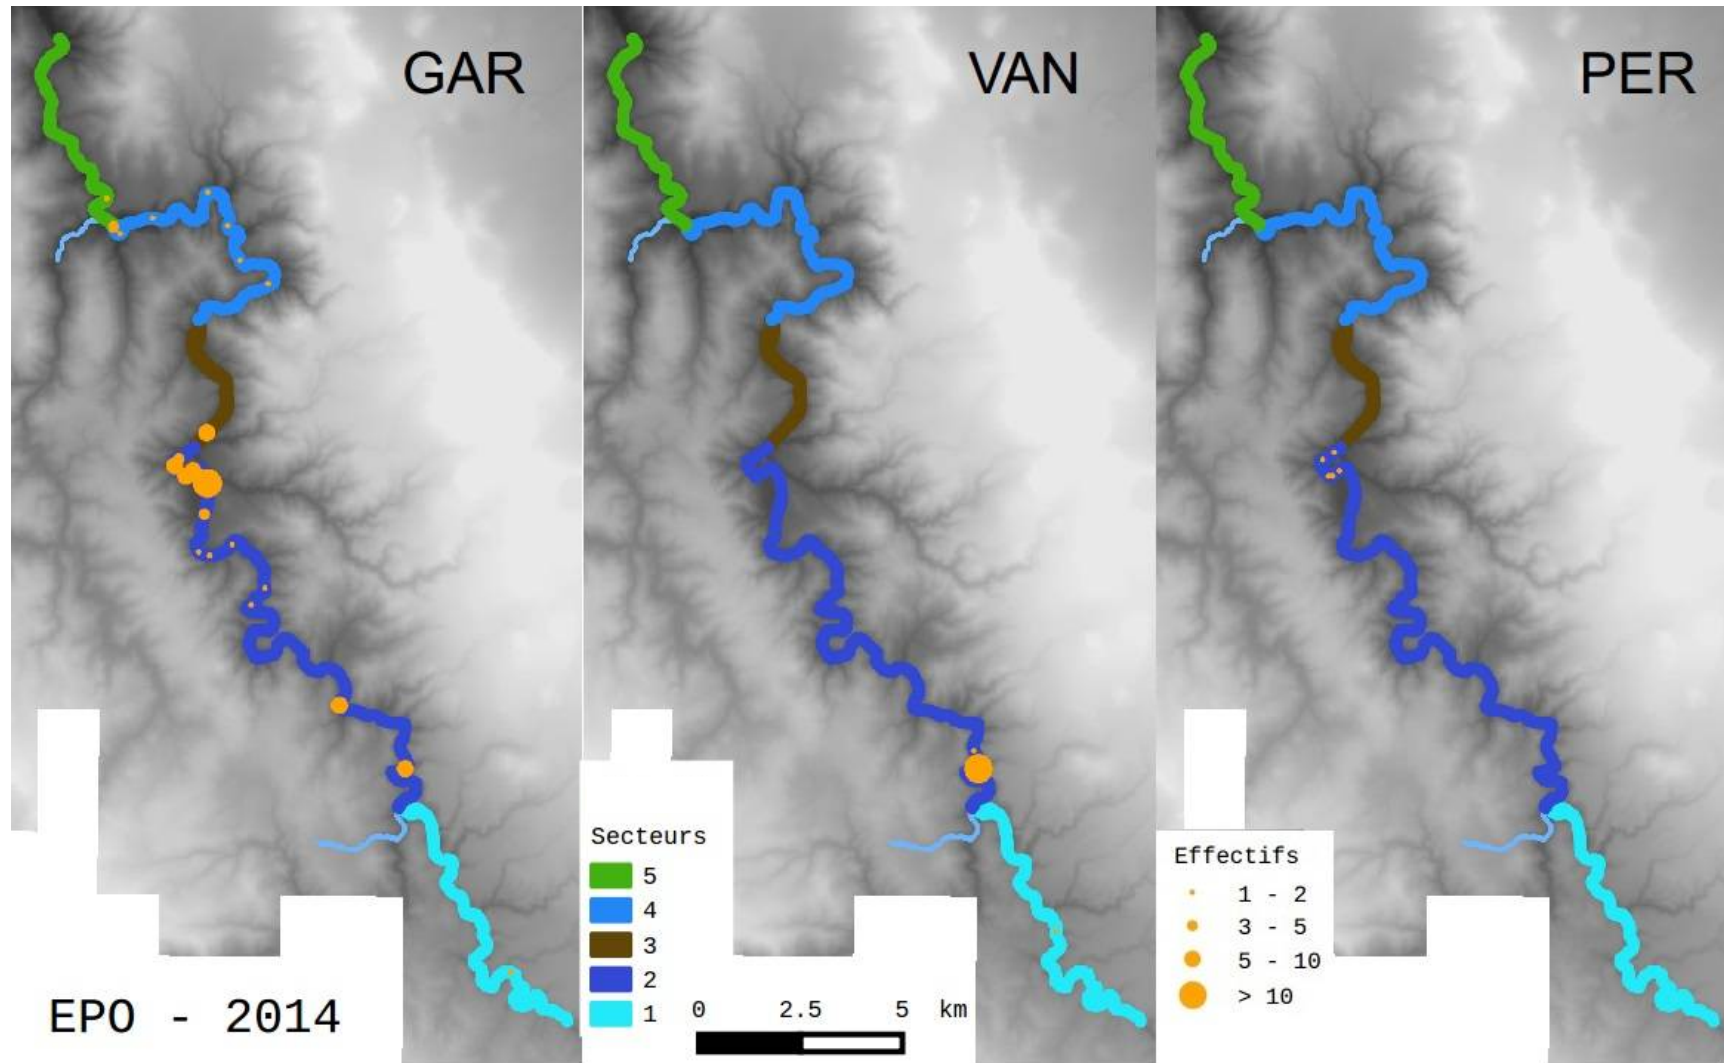 GAR
VAN
PER
Secteurs
5
4
3
2
1
0 2.5 5 km
Effectifs
1 - 2
3 - 5
5 - 10
> 10
EPO - 2014